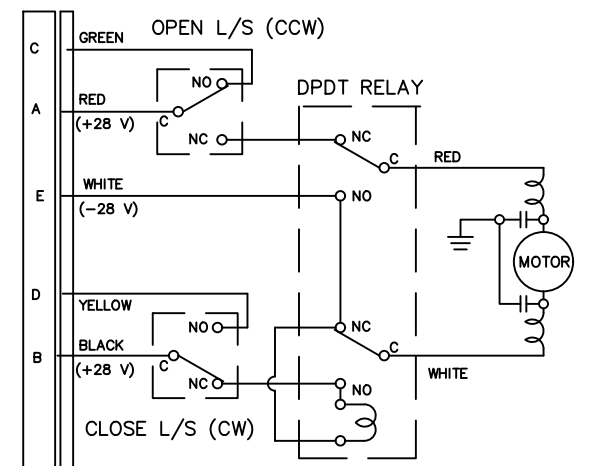 OPEN L/S (CCW)
C
GREEN
NO
DPDT RELAY
A
RED
(+28 V)
C
NC
NC
C
RED
E
WHITE
(-28 V)
NO
MOTOR
D
YELLOW
NO
NC
B
BLACK
(+28 V)
C
NC
C
WHITE
NO
CLOSE L/S (CW)